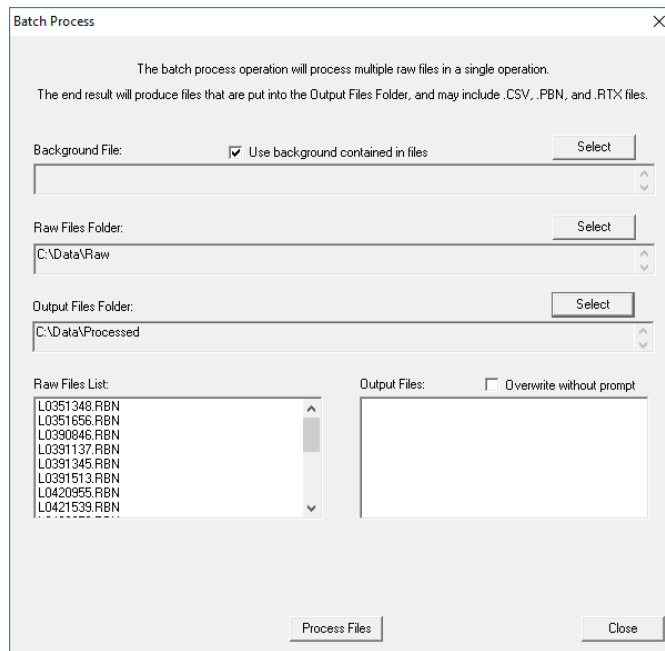 Batch Process
The batch process operation will process multiple raw files in a single operation.
The end result will produce files that are put into the Output Files Folder, and may include .CSV, .PBN, and .RTX files.
Background File:
Use background contained in files
Select
Raw Files Folder:
Select
C:\Data\Raw
Output Files Folder:
Select
C:\Data\Processed
Raw Files List:
L0351348.RBN
L0351656.RBN
L0390846.RBN
L0391137.RBN
L0391345.RBN
L0391513.RBN
L0420955.RBN
L0421539.RBN
Output Files:
Overwrite without prompt
Process Files
Close